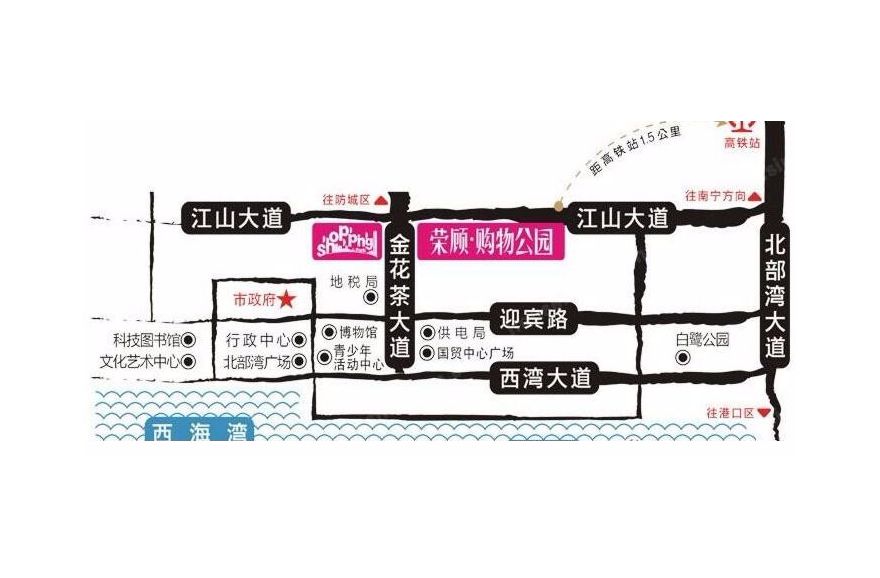 高铁站
距高铁站1.5公里
往防城区
往南宁方向
江山大道
江山大道
荣顾·购物公园
金花茶大道
北部湾大道
地税局
市政府
迎宾路
科技图书馆
行政中心
博物馆
供电局
白鹭公园
文化艺术中心
北部湾广场
青少年
活动中心
国贸中心广场
西湾大道
往港口区
西海湾